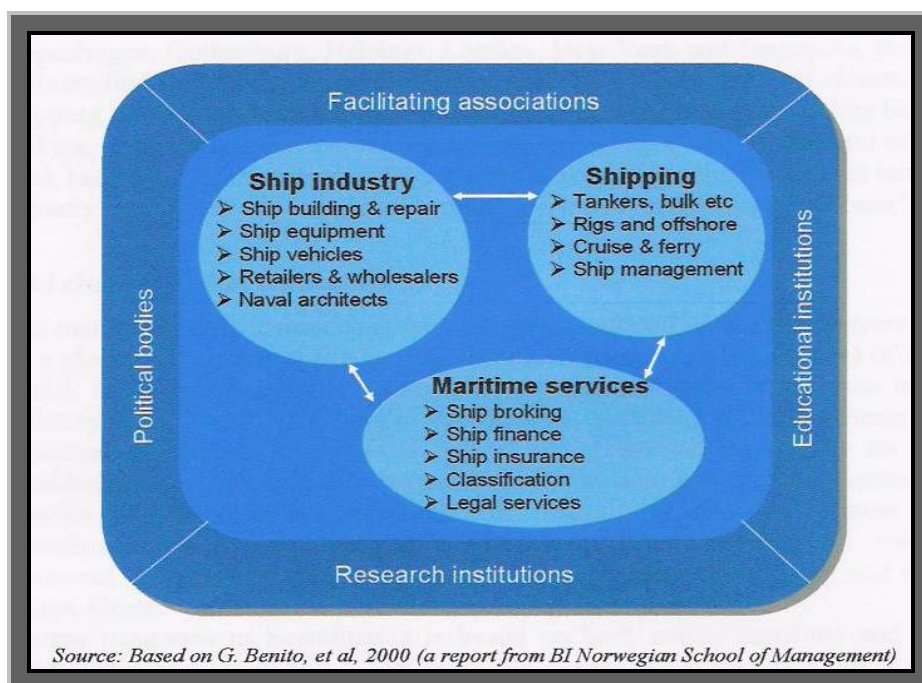 Facilitating associations
Ship industry
➢ Ship building & repair
➢ Ship equipment
➢ Ship vehicles
➢ Retailers & wholesalers
➢ Naval architects
Shipping
➢ Tankers, bulk etc
➢ Rigs and offshore
➢ Cruise & ferry
➢ Ship management
Political bodies
Educational institutions
Maritime services
➢ Ship broking
➢ Ship finance
➢ Ship insurance
➢ Classification
➢ Legal services
Research institutions
Source: Based on G. Benito, et al, 2000 (a report from BI Norwegian School of Management)